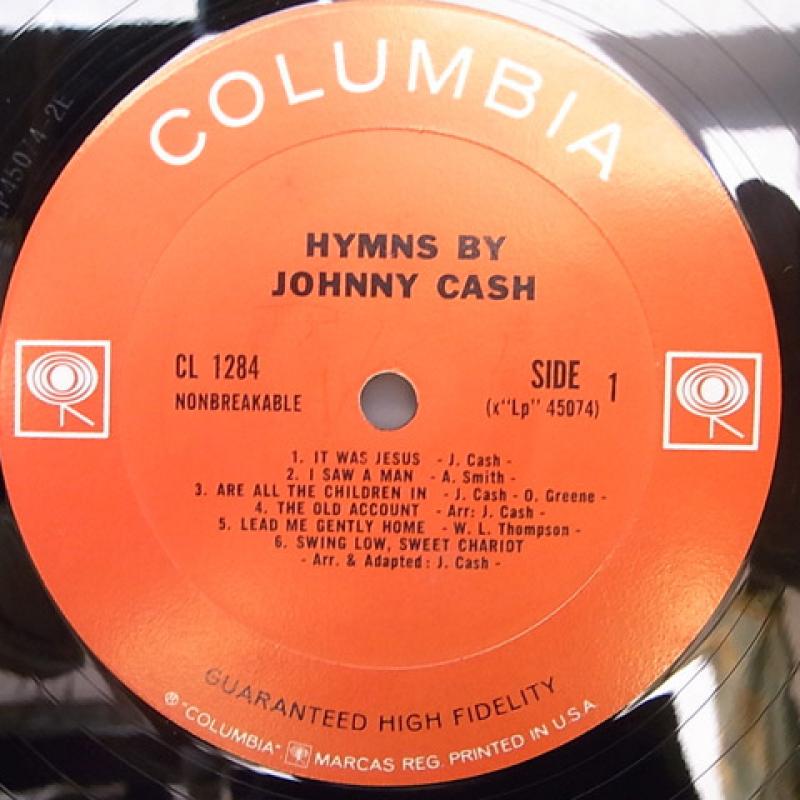 COLUMBIA
HYMNS BY
JOHNNY CASH
CL 1284
NONBREAKABLE
SIDE 1
(x"Lp" 45074)
1. IT WAS JESUS - J. Cash -
2. I SAW A MAN - A. Smith -
3. ARE ALL THE CHILDREN IN - J. Cash - O. Greene -
4. THE OLD ACCOUNT - Arr: J. Cash -
5. LEAD ME GENTLY HOME - W. L. Thompson -
6. SWING LOW, SWEET CHARIOT
- Arr. & Adapted: J. Cash -
GUARANTEED HIGH FIDELITY
® "COLUMBIA" MARCAS REG. PRINTED IN U.S.A.